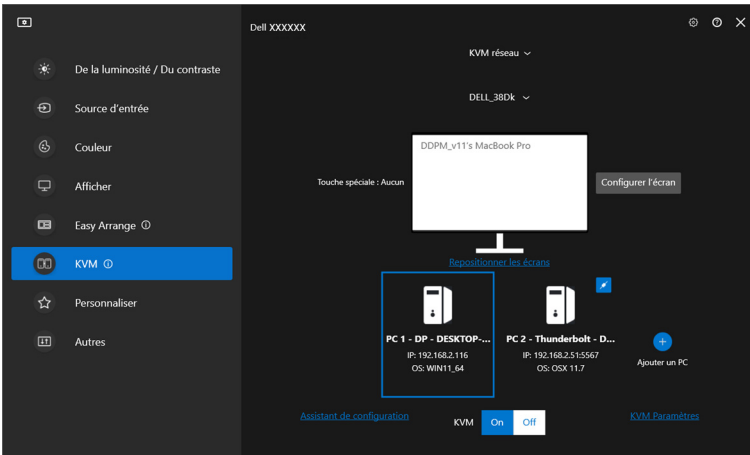 Dell XXXXXX
De la luminosité / Du contraste
Source d'entrée
Couleur
Afficher
Easy Arrange
KVM
Personnaliser
Autres
KVM réseau
DELL_38Dk
DDPM_v11's MacBook Pro
Touche spéciale : Aucun
Configurer l'écran
Repositionner les écrans
PC 1 - DP - DESKTOP-...
IP: 192.168.2.116
OS: WIN11_64
PC 2 - Thunderbolt - D...
IP: 192.168.2.51:5567
OS: OSX 11.7
Ajouter un PC
Assistant de configuration
KVM
On
Off
KVM Paramètres